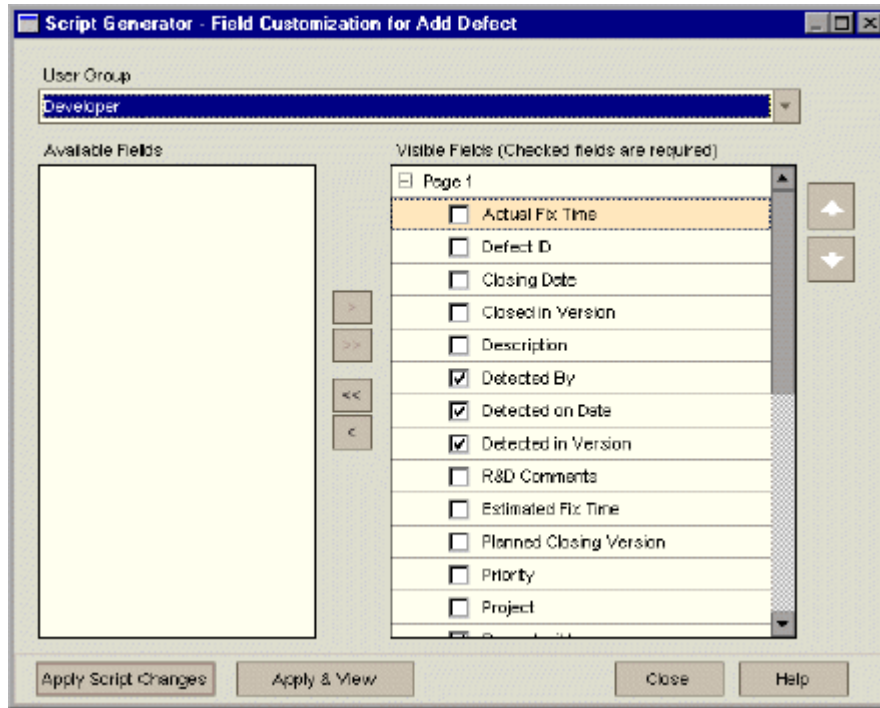 Script Generator - Field Customization for Add Defect
User Group
Developer
Available Fields
Visible Fields (Checked fields are required)
Page 1
Actual Fix Time
Defect ID
Closing Date
Closed in Version
Description
>
>>
<<
<
Detected By
Detected on Date
Detected in Version
R&D Comments
Estimated Fix Time
Planned Closing Version
Priority
Project
Apply Script Changes
Apply & View
Close
Help